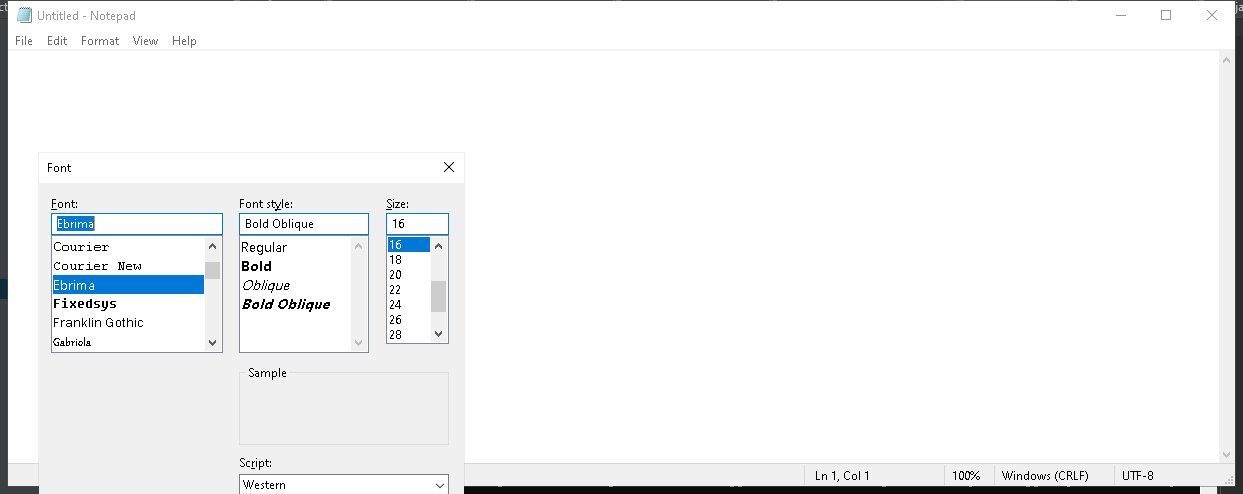 Untitled - Notepad
File Edit Format View Help
Font
Font: Font style: Size:
Ebrima Bold Oblique 16
Courier Regular 16
Courier New Bold 18
Ebrima Oblique 20
Fixedsys Bold Oblique 22
Franklin Gothic 24
Gabriola 26
28
Sample
Script:
Western
Ln 1, Col 1 100% Windows (CRLF) UTF-8